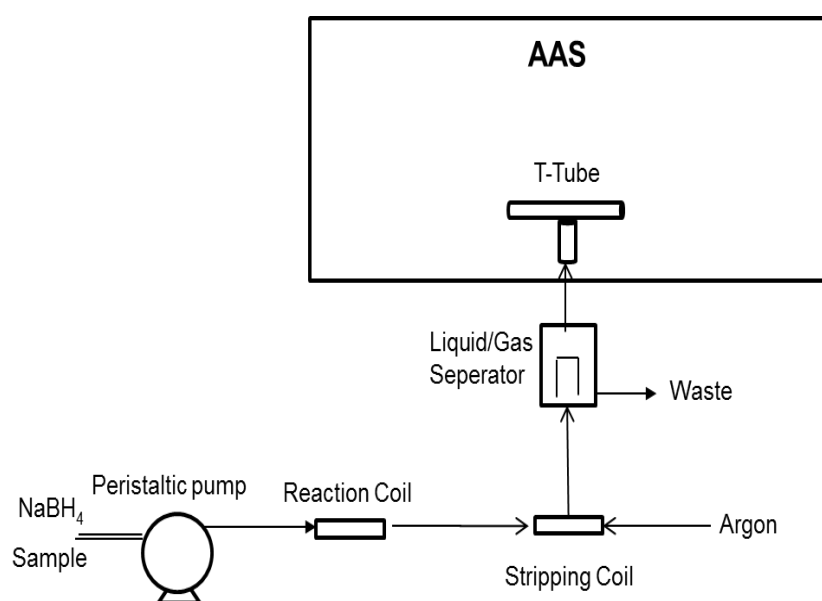 AAS
T-Tube
Liquid/Gas
Seperator
Waste
Peristaltic pump
Reaction Coil
NaBH₄
Sample
Argon
Stripping Coil